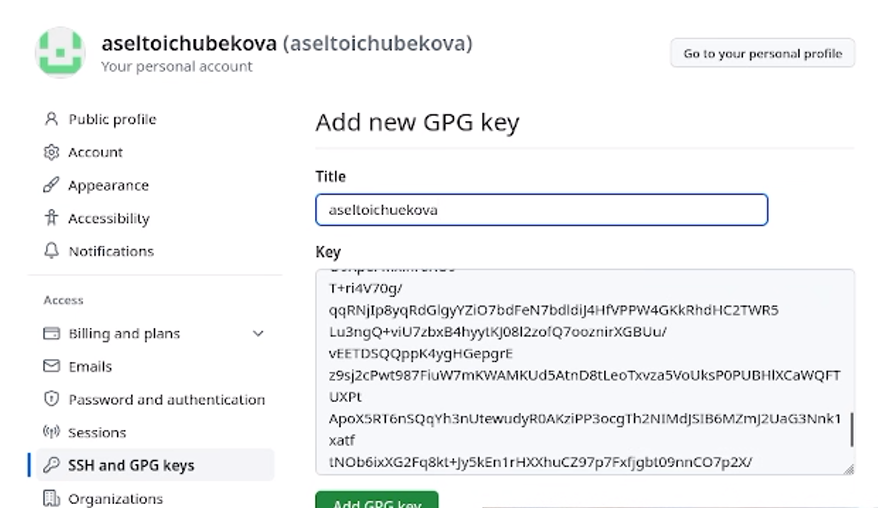 aseltoichubekova (aseltoichubekova)
Your personal account
Go to your personal profile
Public profile
Account
Appearance
Accessibility
Notifications
Access
Billing and plans
Emails
Password and authentication
Sessions
SSH and GPG keys
Organizations
Add new GPG key
Title
aseltoichuekova
Key
T+ri4V70g/
qqRNjIp8yqRdGlgyYZiO7bdFeN7bdldiJ4HfVPPW4GKkRhdHC2TWR5
Lu3ngQ+viU7zbxB4hyytKJ08l2zofQ7ooznirXGBUu/
vEETDSQQppK4ygHGepgrE
z9sj2cPwt987FiuW7mKWAMKUd5AtnD8tLeoTxvza5VoUksP0PUBHlXCaWQFT
UXPt
ApoX5RT6nSQqYh3nUtewudyR0AKziPP3ocgTh2NIMdJSIB6MZmJ2UaG3Nnk1
xatf
tNOb6ixXG2Fq8kt+Jy5kEn1rHXXhuCZ97p7Fxfjgbt09nnCO7p2X/
Add GPG key